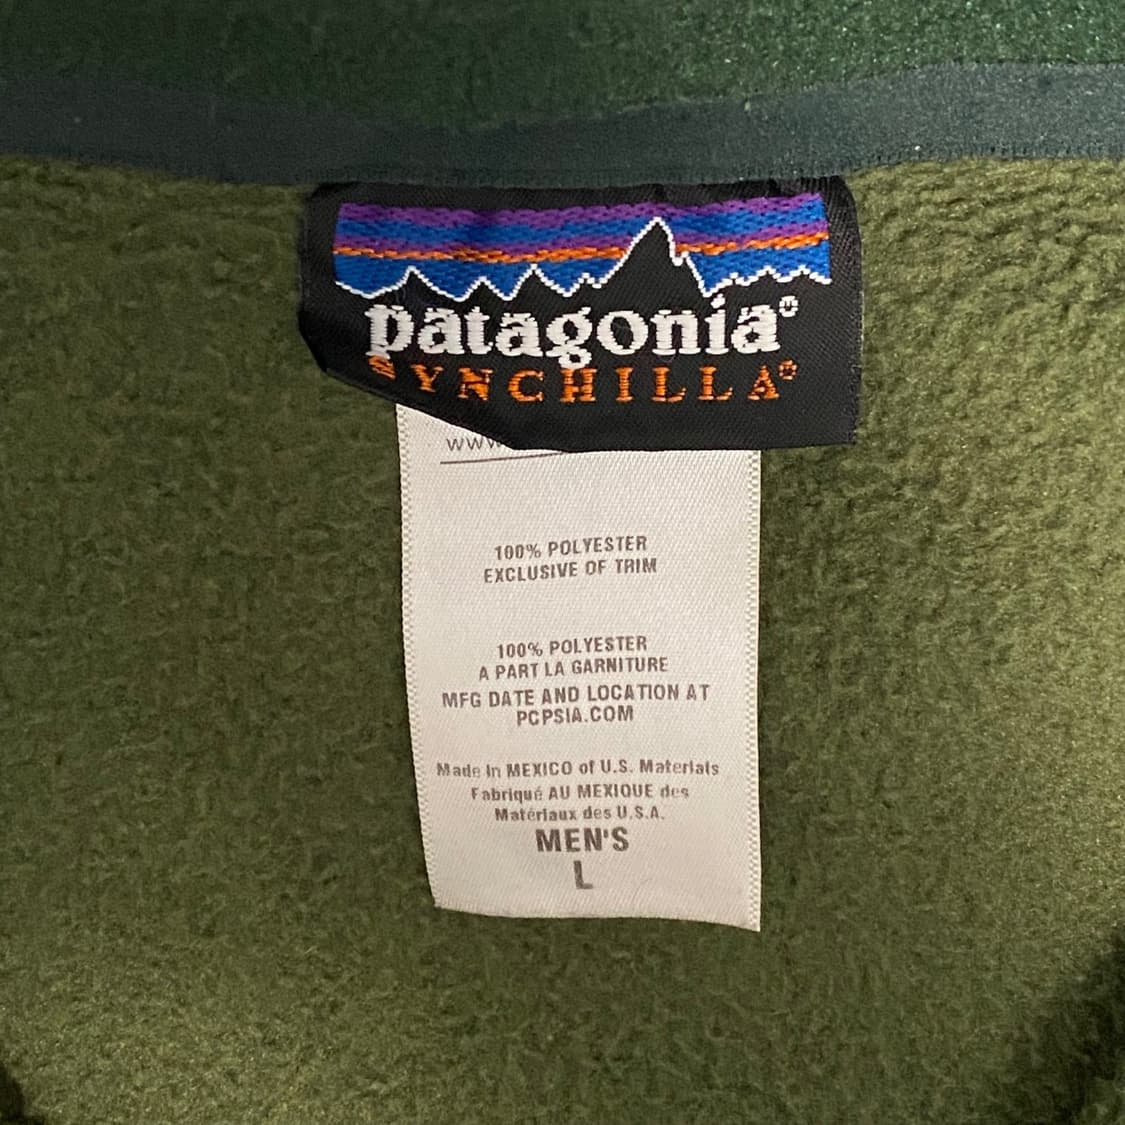 patagonia®
SYNCHILLA®
www
100% POLYESTER
EXCLUSIVE OF TRIM
100% POLYESTER
A PART LA GARNITURE
MFG DATE AND LOCATION AT
PCPSIA.COM
Made In MEXICO of U.S. Materials
Fabriqué AU MEXIQUE des
Matériaux des U.S.A.
MEN'S
L